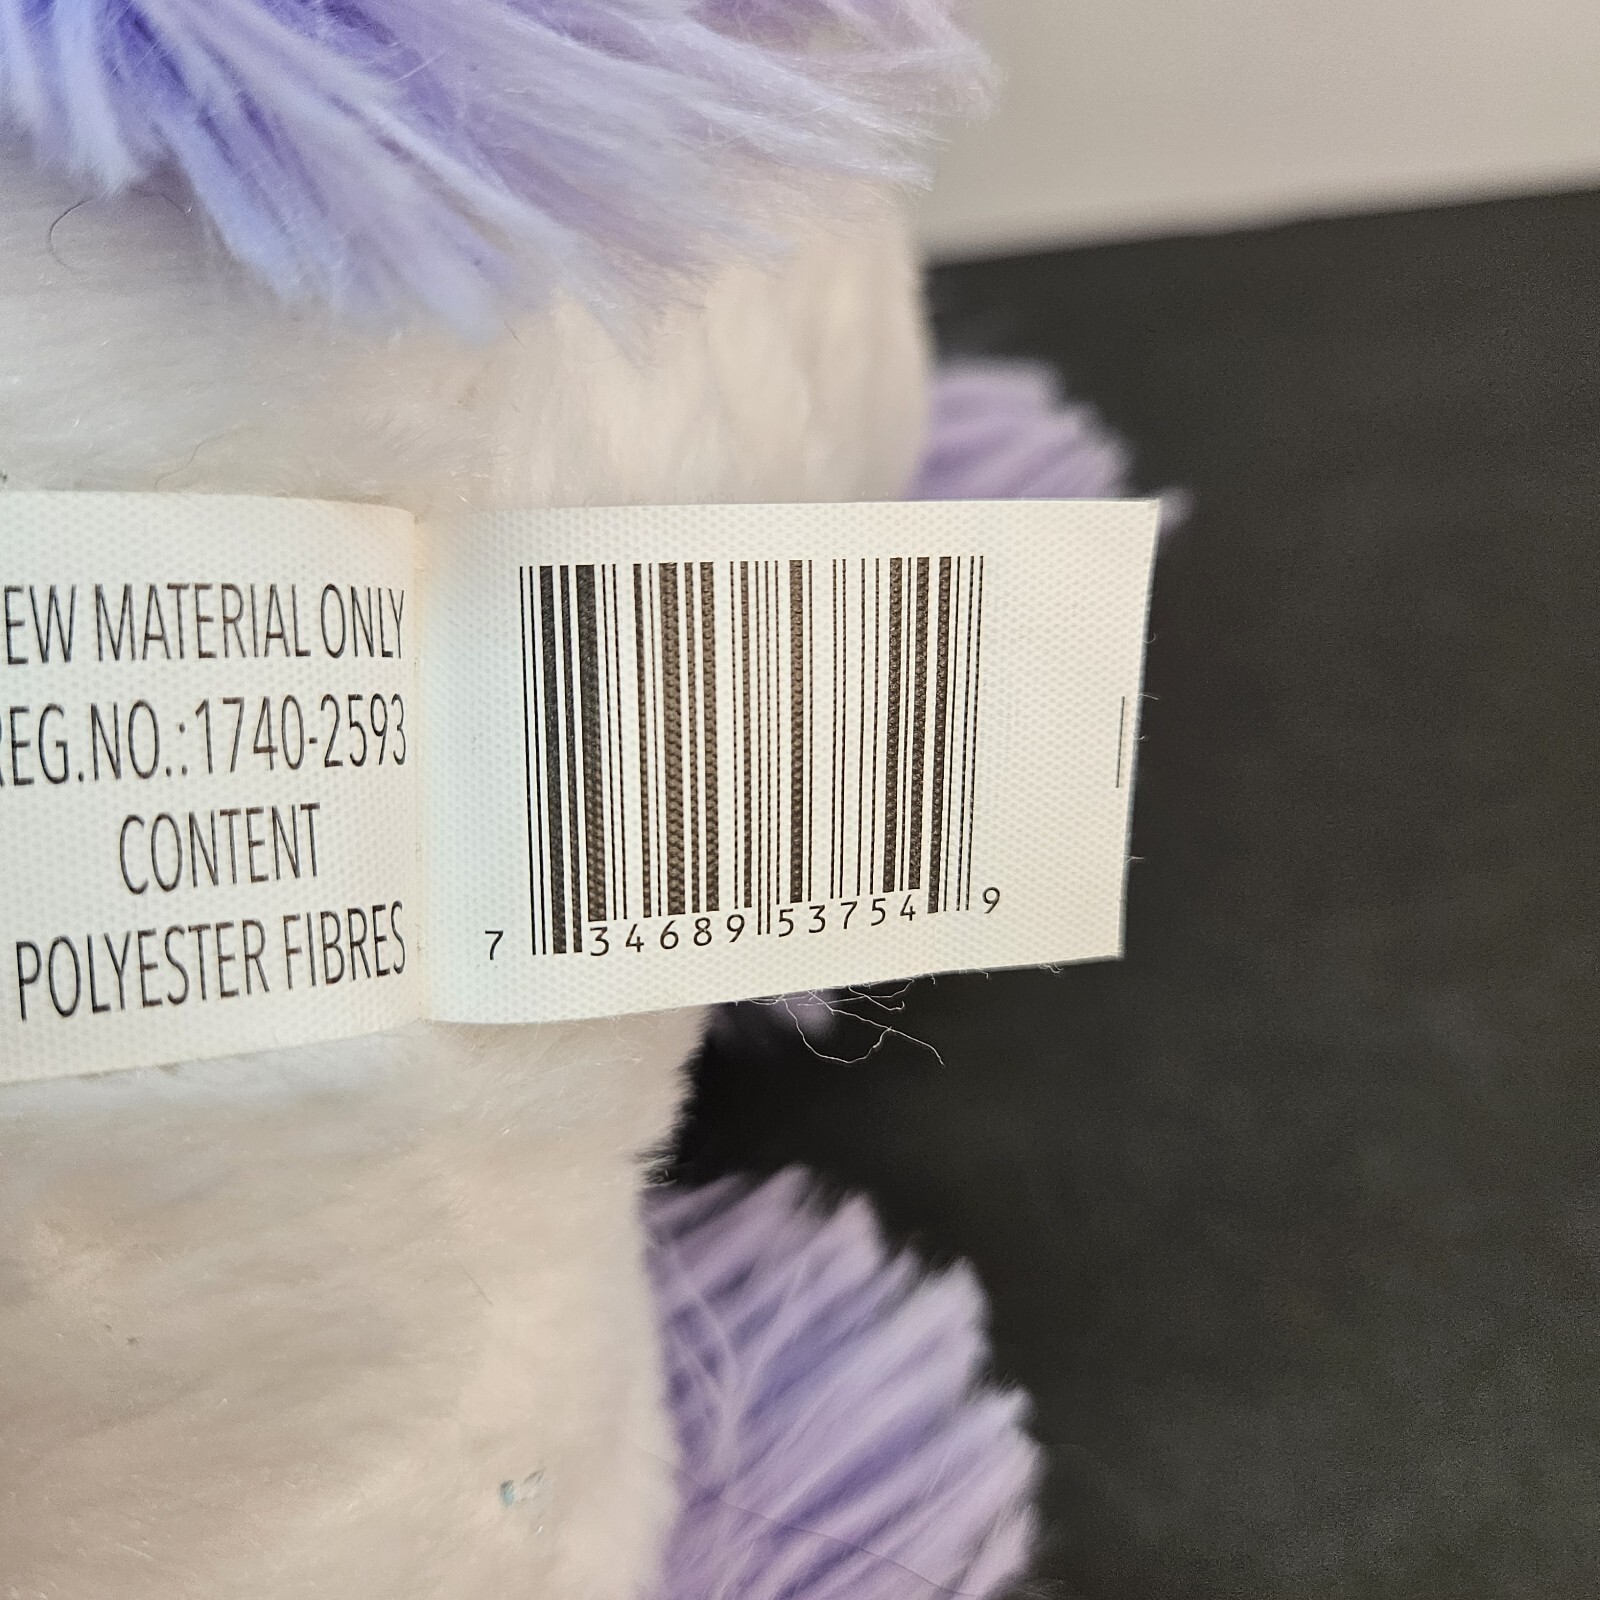 EW MATERIAL ONLY
REG.NO.:1740-2593
CONTENT
POLYESTER FIBRES
7 34689 53754 9